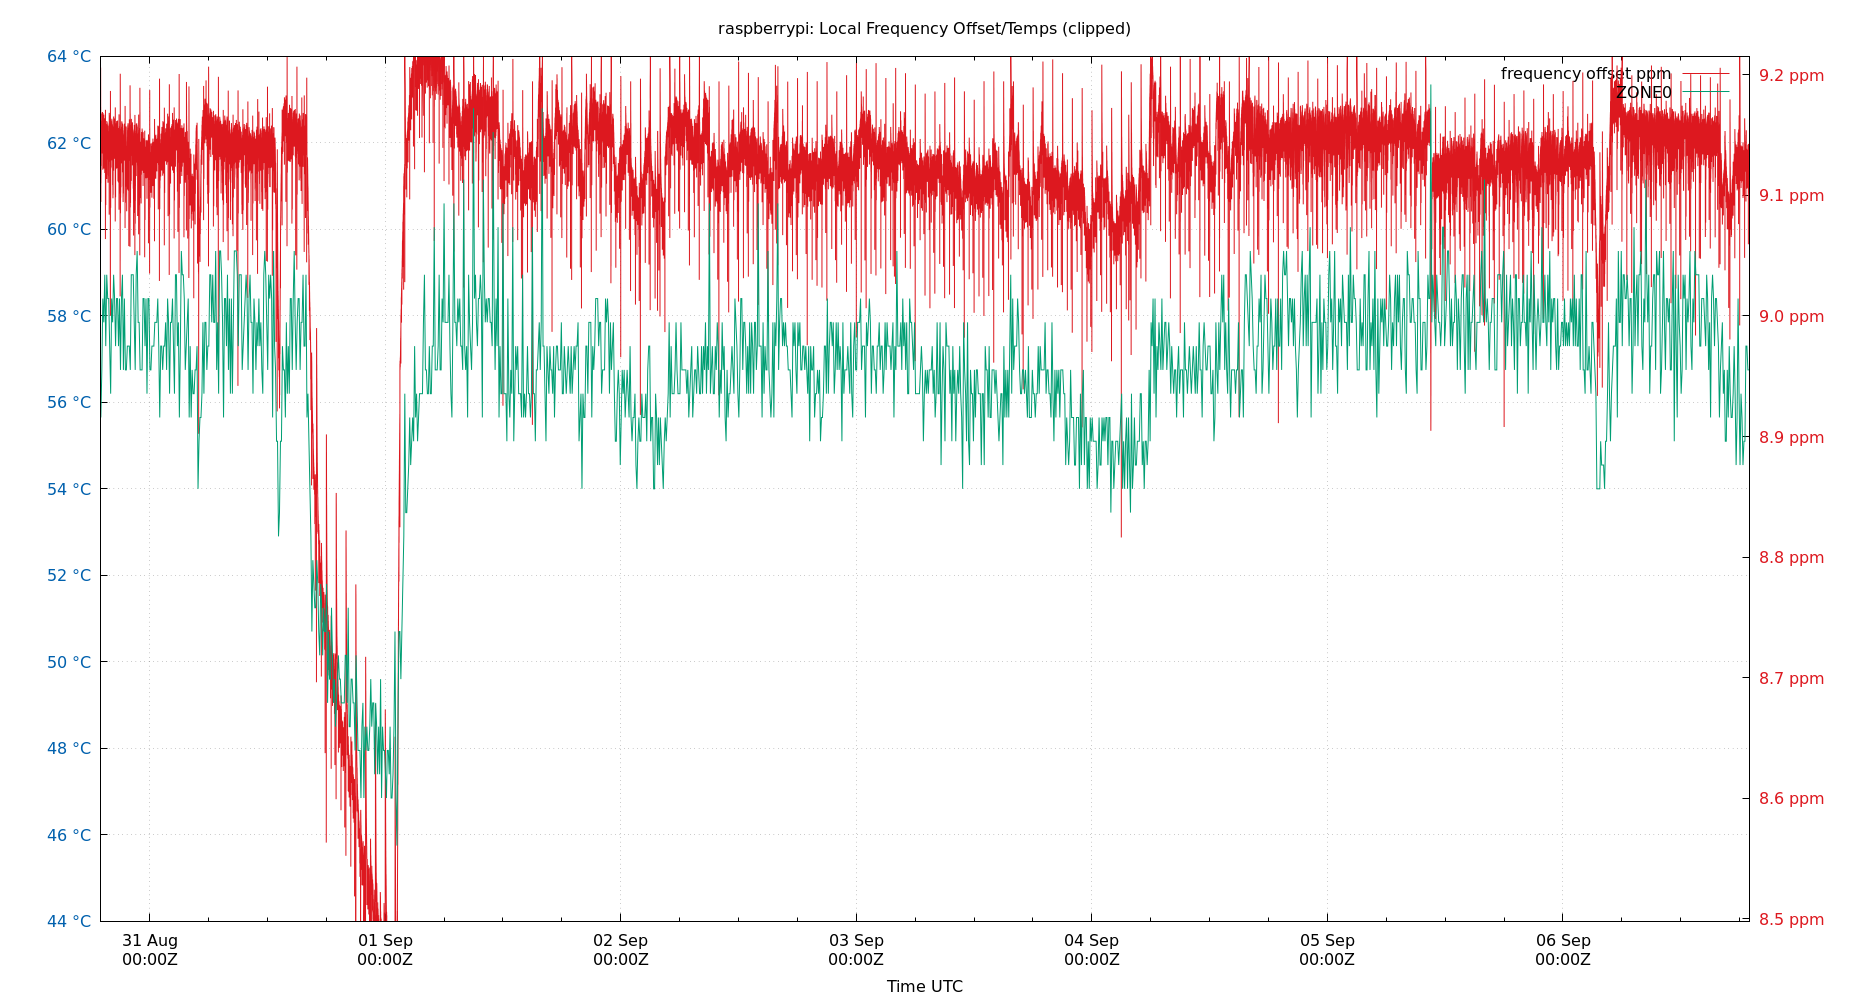 raspberrypi: Local Frequency Offset/Temps (clipped)
64 °C
62 °C
60 °C
58 °C
56 °C
54 °C
52 °C
50 °C
48 °C
46 °C
44 °C
frequency offset ppm
ZONE0
9.2 ppm
9.1 ppm
9.0 ppm
8.9 ppm
8.8 ppm
8.7 ppm
8.6 ppm
8.5 ppm
31 Aug 01 Sep 02 Sep 03 Sep 04 Sep 05 Sep 06 Sep
00:00Z 00:00Z 00:00Z 00:00Z 00:00Z 00:00Z 00:00Z
Time UTC